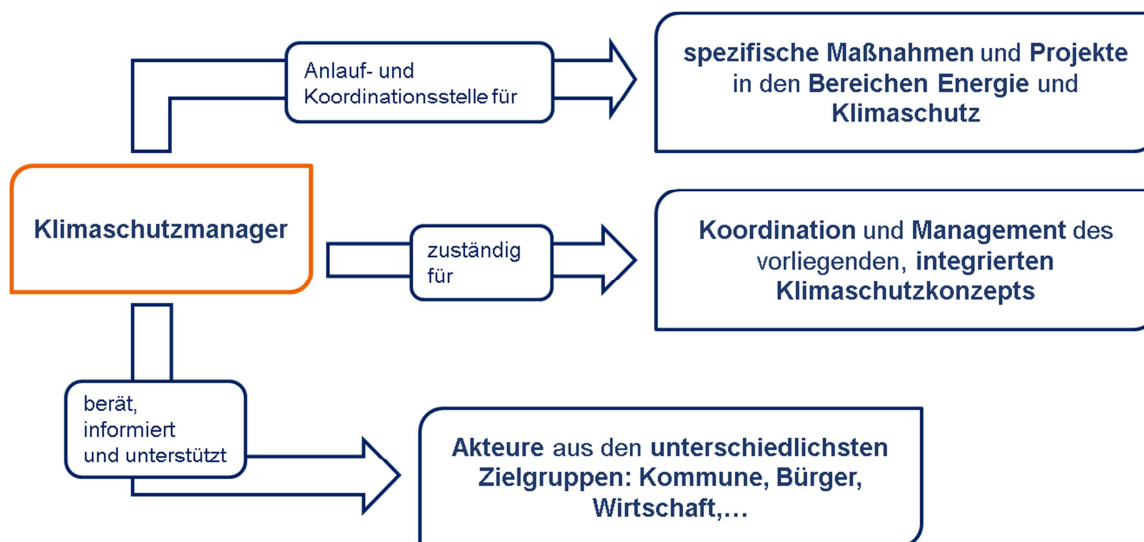 Anlauf- und
Koordinationsstelle für
spezifische Maßnahmen und Projekte
in den Bereichen Energie und
Klimaschutz
Klimaschutzmanager
zuständig
für
Koordination und Management des
vorliegenden, integrierten
Klimaschutzkonzepts
berät,
informiert
und unterstützt
Akteure aus den unterschiedlichsten
Zielgruppen: Kommune, Bürger,
Wirtschaft,…